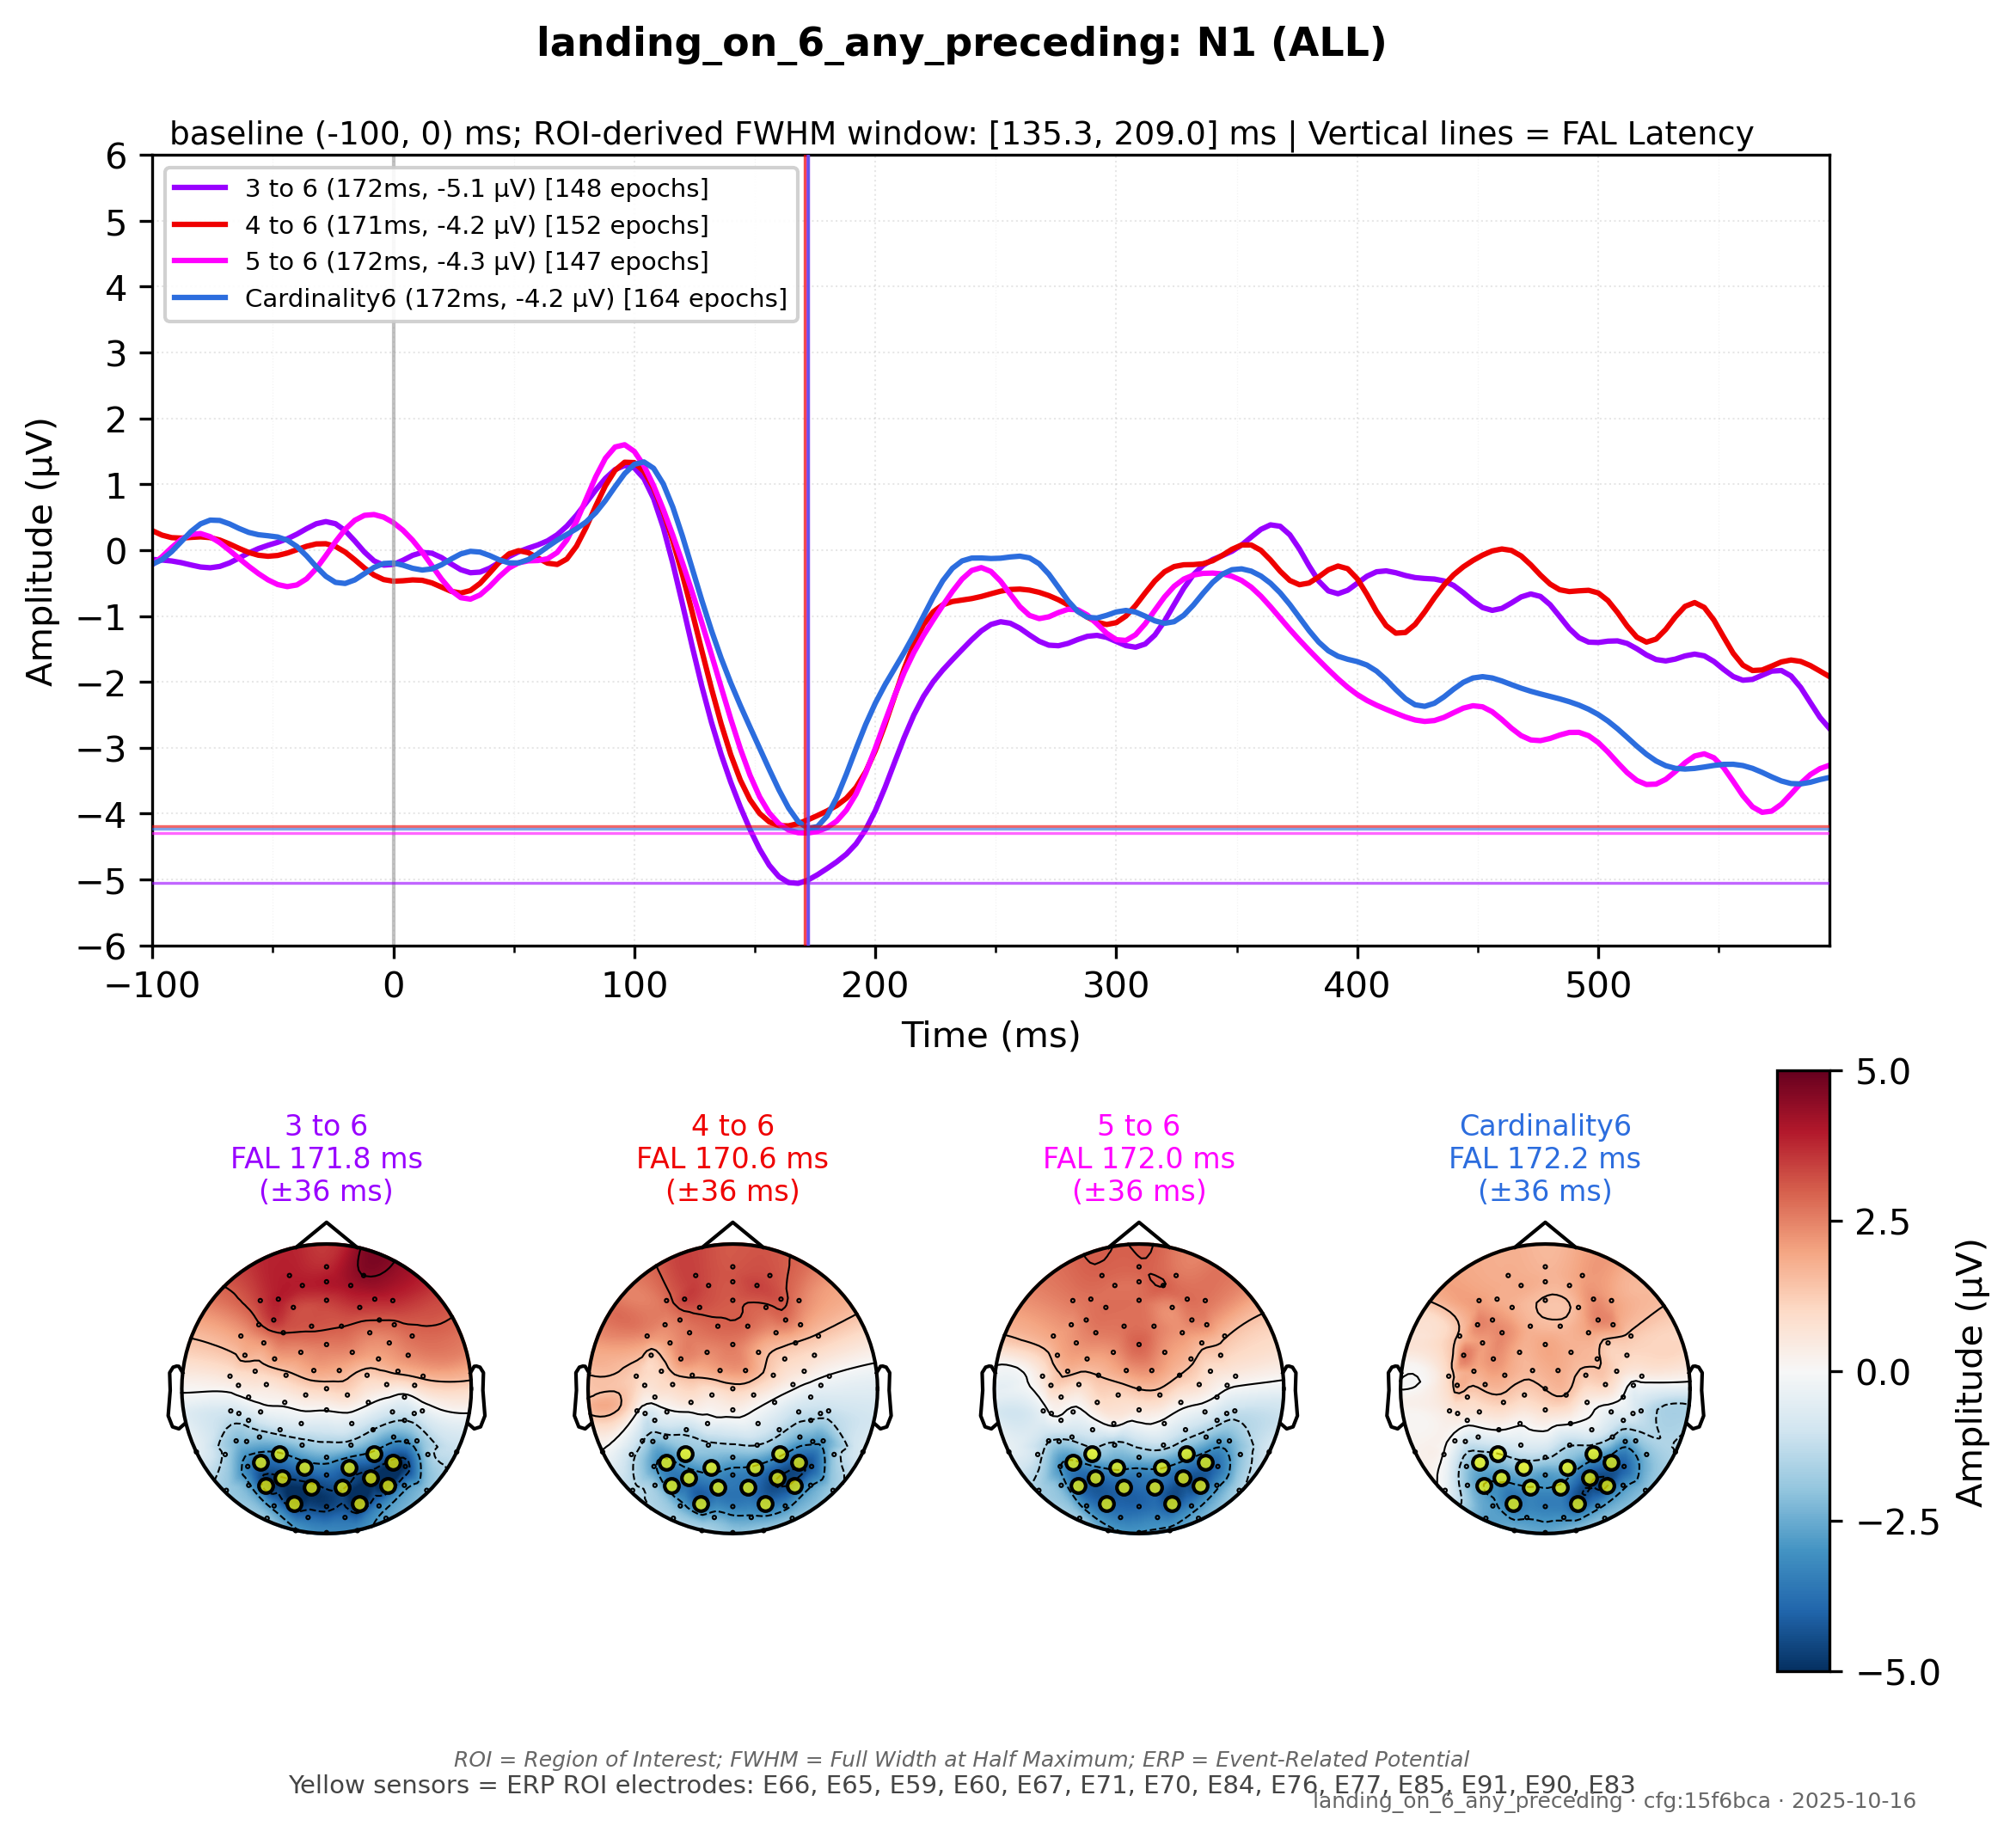 landing_on_6_any_preceding: N1 (ALL)
baseline (-100, 0) ms; ROI-derived FWHM window: [135.3, 209.0] ms | Vertical lines = FAL Latency
3 to 6 (172ms, -5.1 µV) [148 epochs]
4 to 6 (171ms, -4.2 µV) [152 epochs]
5 to 6 (172ms, -4.3 µV) [147 epochs]
Cardinality6 (172ms, -4.2 µV) [164 epochs]
Amplitude (µV)
6
5
4
3
2
1
0
−1
−2
−3
−4
−5
−6
−100 0 100 200 300 400 500
Time (ms)
3 to 6
FAL 171.8 ms
(±36 ms)
4 to 6
FAL 170.6 ms
(±36 ms)
5 to 6
FAL 172.0 ms
(±36 ms)
Cardinality6
FAL 172.2 ms
(±36 ms)
5.0
2.5
0.0
−2.5
−5.0
Amplitude (µV)
ROI = Region of Interest; FWHM = Full Width at Half Maximum; ERP = Event-Related Potential
Yellow sensors = ERP ROI electrodes: E66, E65, E59, E60, E67, E71, E70, E84, E76, E77, E85, E91, E90, E83
landing_on_6_any_preceding · cfg:15f6bca · 2025-10-16